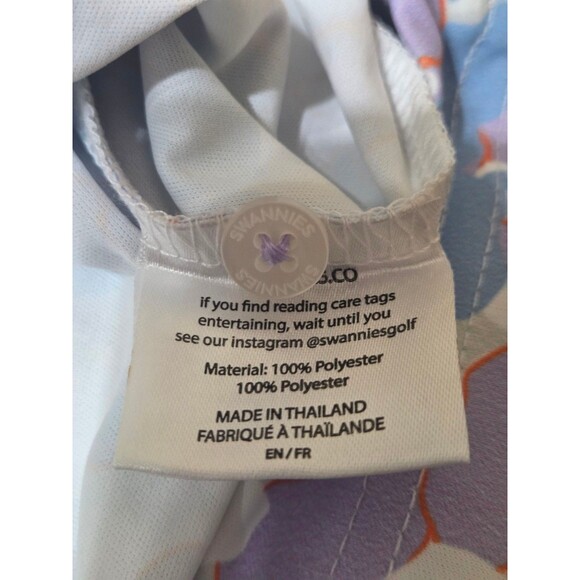 SWANNIES
SWANNIES
S.CO
if you find reading care tags
entertaining, wait until you
see our instagram @swanniesgolf
Material: 100% Polyester
100% Polyester
MADE IN THAILAND
FABRIQUÉ À THAÏLANDE
EN / FR